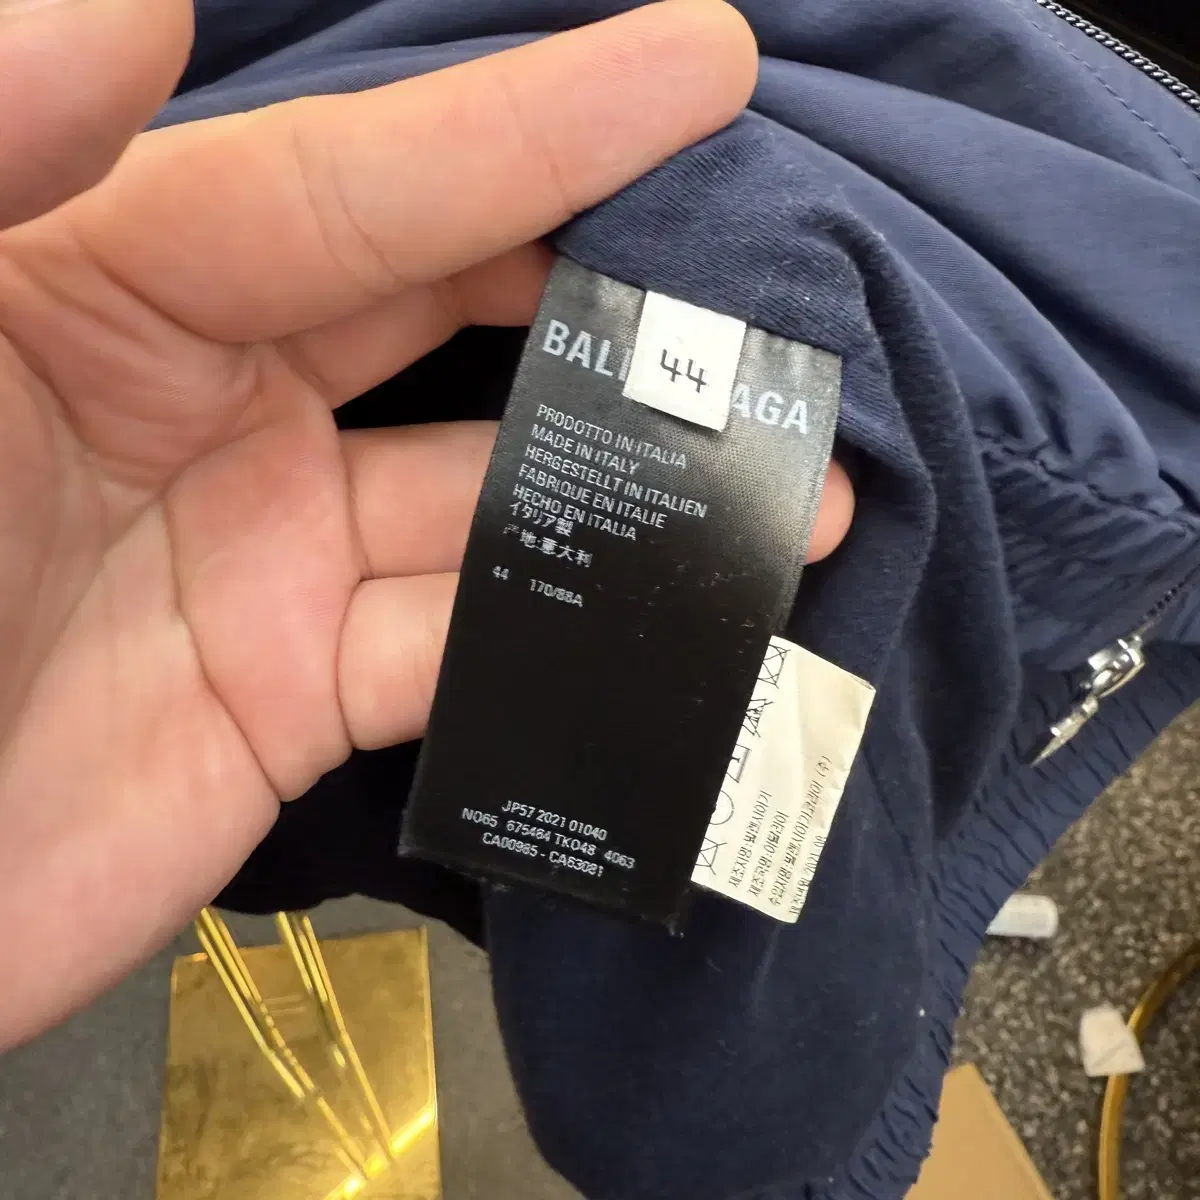 BAL AGA
44
PRODOTTO IN ITALIA
MADE IN ITALY
HERGESTELLT IN ITALIEN
FABRIQUE EN ITALIE
HECHO EN ITALIA
イタリア製
产地:意大利
44 170/88A
JP57 2021 01040
NO65 675484 TKO48 4063
CA00985 - CA63081